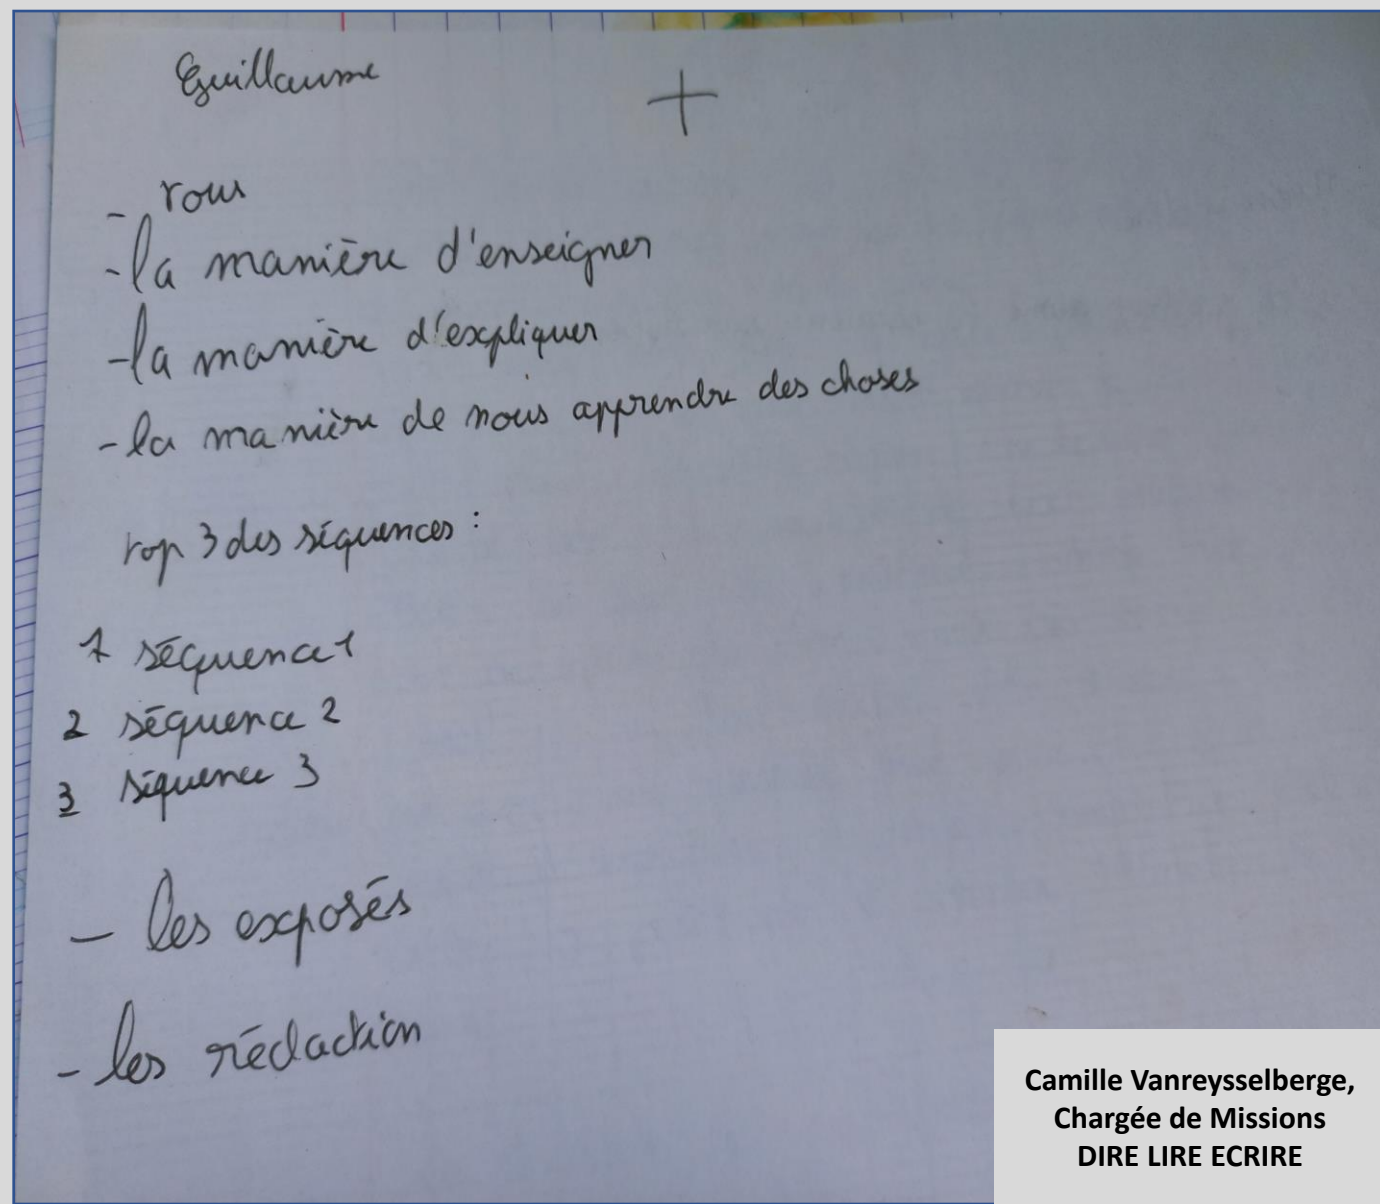 Guillaume
+
- tous
- la manière d'enseigner
- la manière d'expliquer
- la manière de nous apprendre des choses
top 3 des séquences :
1 séquence 1
2 séquence 2
3 séquence 3
- les exposés
- les rédaction
Camille Vanreysselberge,
Chargée de Missions
DIRE LIRE ECRIRE